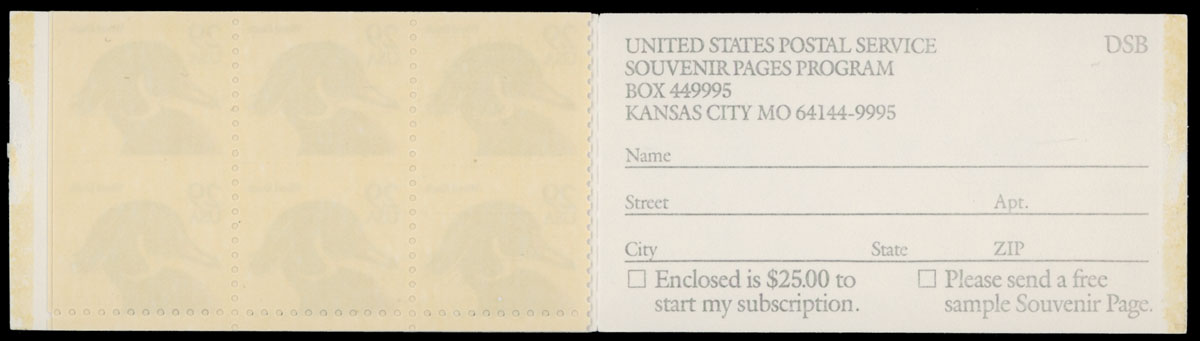 UNITED STATES POSTAL SERVICE DSB
SOUVENIR PAGES PROGRAM
BOX 449995
KANSAS CITY MO 64144-9995
Name
Street Apt.
City State ZIP
☐ Enclosed is $25.00 to start my subscription.
☐ Please send a free sample Souvenir Page.